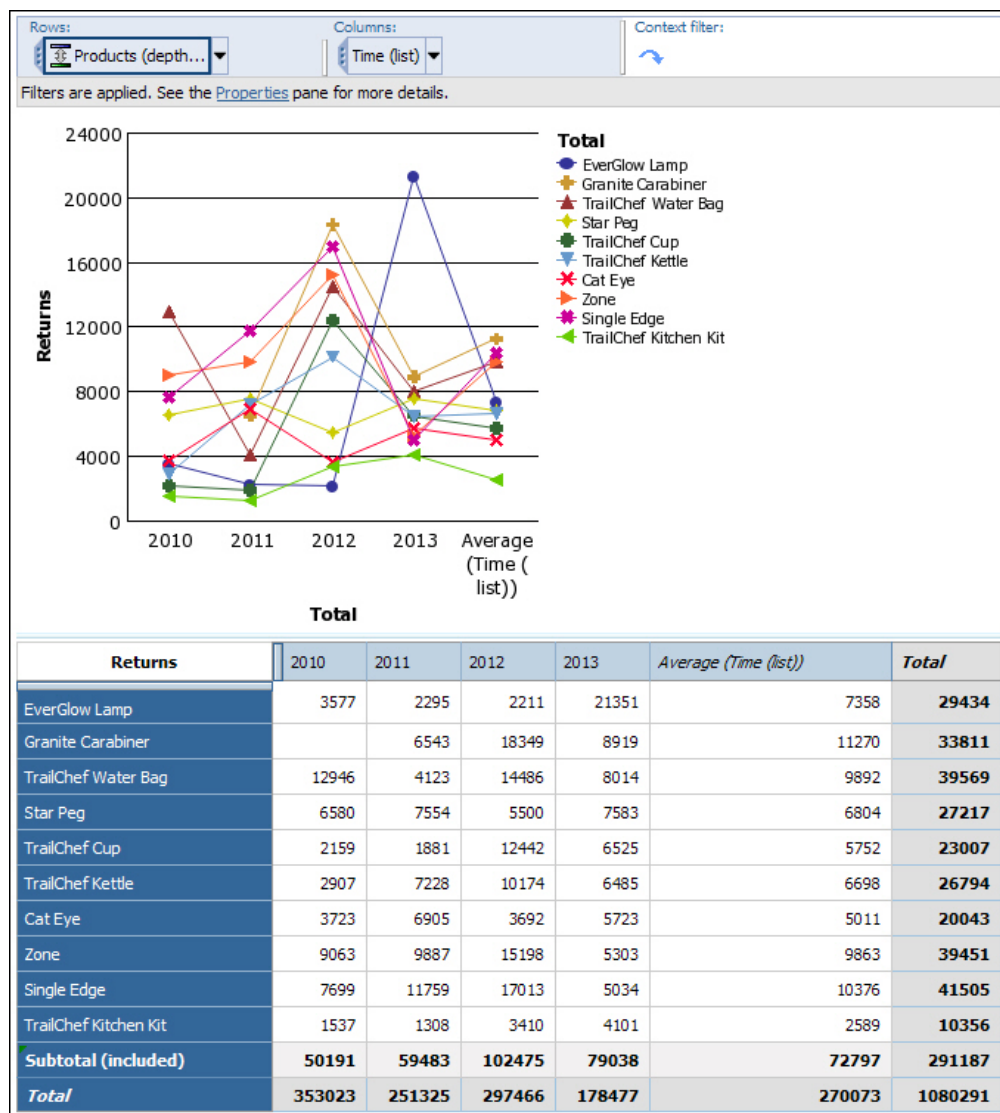 Rows:
Columns:
Context filter:
Products (depth...
Time (list)
Filters are applied. See the Properties pane for more details.
24000
20000
16000
12000
8000
4000
0
Returns
2010 2011 2012 2013 Average
(Time (
list))
Total
Total
EverGlow Lamp
Granite Carabiner
TrailChef Water Bag
Star Peg
TrailChef Cup
TrailChef Kettle
Cat Eye
Zone
Single Edge
TrailChef Kitchen Kit
Returns 2010 2011 2012 2013 Average (Time (list)) Total
EverGlow Lamp 3577 2295 2211 21351 7358 29434
Granite Carabiner 6543 18349 8919 11270 33811
TrailChef Water Bag 12946 4123 14486 8014 9892 39569
Star Peg 6580 7554 5500 7583 6804 27217
TrailChef Cup 2159 1881 12442 6525 5752 23007
TrailChef Kettle 2907 7228 10174 6485 6698 26794
Cat Eye 3723 6905 3692 5723 5011 20043
Zone 9063 9887 15198 5303 9863 39451
Single Edge 7699 11759 17013 5034 10376 41505
TrailChef Kitchen Kit 1537 1308 3410 4101 2589 10356
Subtotal (included) 50191 59483 102475 79038 72797 291187
Total 353023 251325 297466 178477 270073 1080291